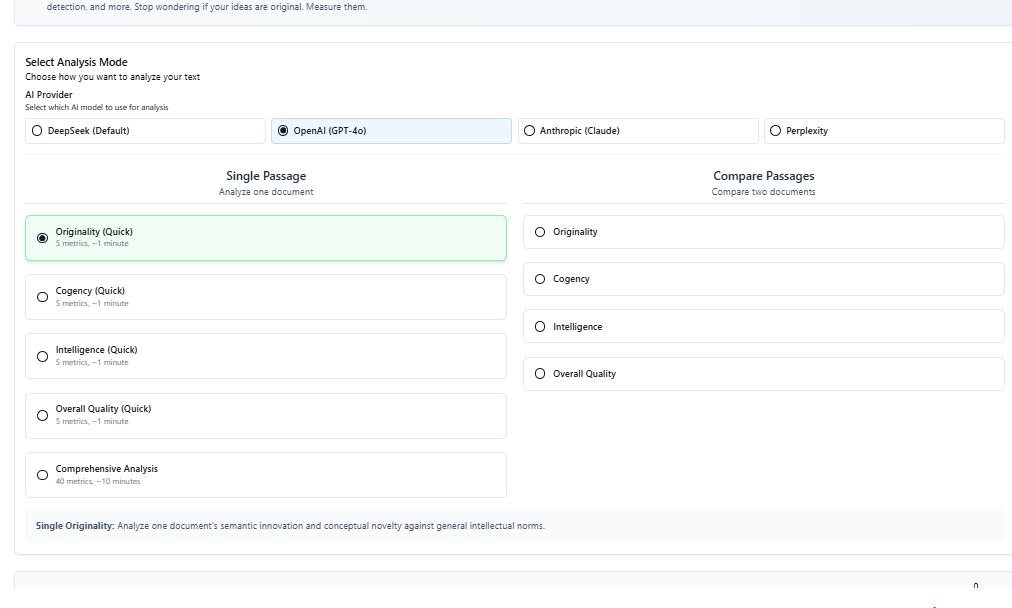 detection, and more. Stop wondering if your ideas are original. Measure them.
Select Analysis Mode
Choose how you want to analyze your text
AI Provider
Select which AI model to use for analysis
DeepSeek (Default)
OpenAI (GPT-4o)
Anthropic (Claude)
Perplexity
Single Passage
Analyze one document
Originality (Quick)
5 metrics, ~1 minute
Cogency (Quick)
5 metrics, ~1 minute
Intelligence (Quick)
5 metrics, ~1 minute
Overall Quality (Quick)
5 metrics, ~1 minute
Comprehensive Analysis
40 metrics, ~10 minutes
Compare Passages
Compare two documents
Originality
Cogency
Intelligence
Overall Quality
Single Originality: Analyze one document's semantic innovation and conceptual novelty against general intellectual norms.